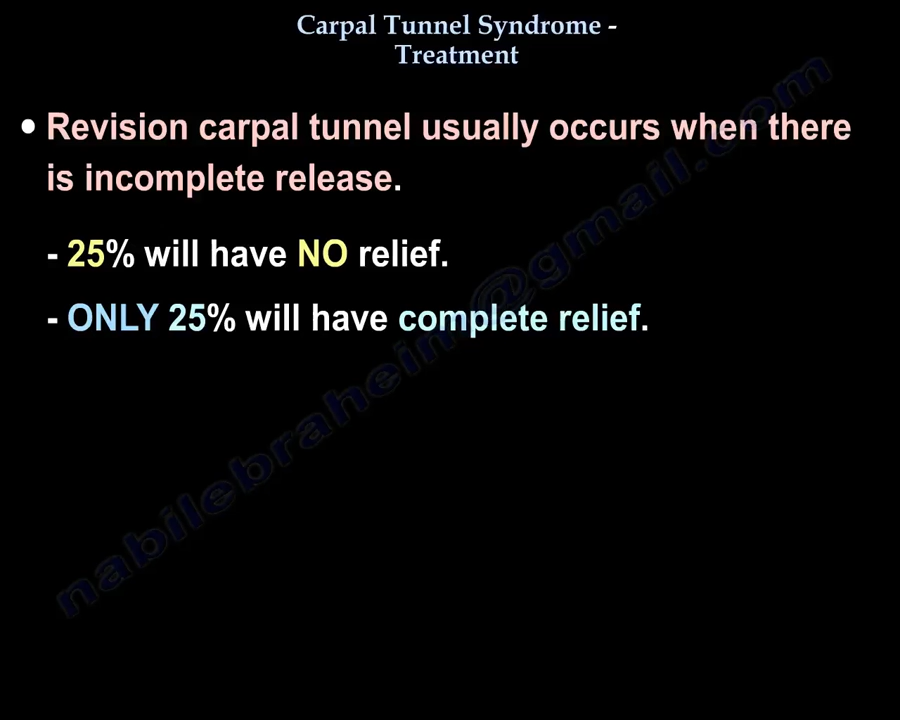 Carpal Tunnel Syndrome -
Treatment
• Revision carpal tunnel usually occurs when there
is incomplete release.
- 25% will have NO relief.
- ONLY 25% will have complete relief.
nabilebraheim@gmail.com